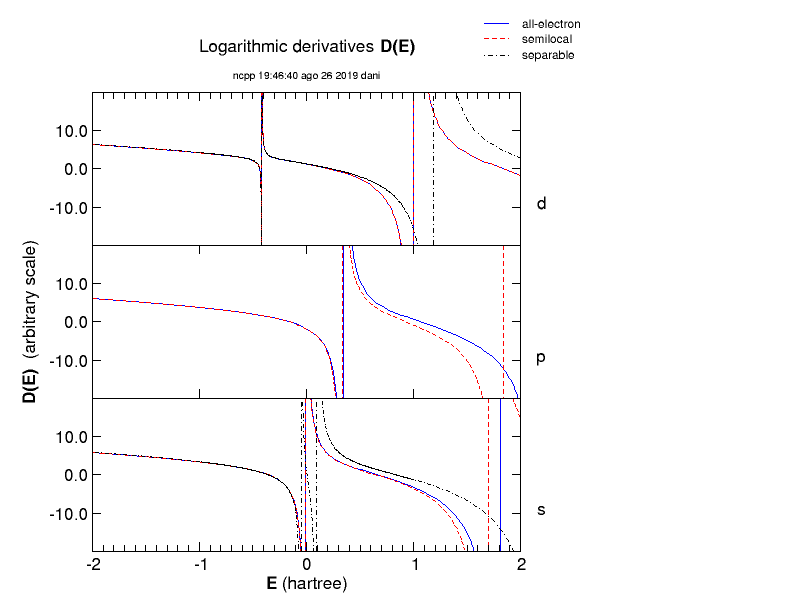 all-electron
semilocal
separable
Logarithmic derivatives D(E)
ncpp 19:46:40 ago 26 2019 dani
10.0
0.0
-10.0
d
10.0
0.0
-10.0
p
D(E) (arbitrary scale)
10.0
0.0
-10.0
s
-2 -1 0 1 2
E (hartree)